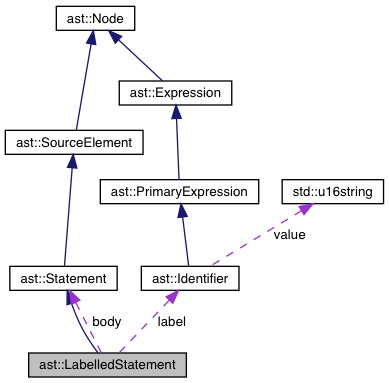 ast::Node
ast::Expression
ast::SourceElement
ast::PrimaryExpression
std::u16string
value
ast::Statement
ast::Identifier
body
label
ast::LabelledStatement